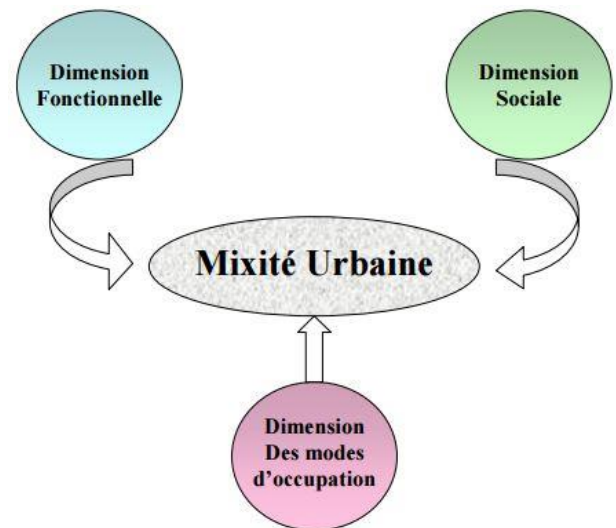 Dimension
Fonctionnelle
Dimension
Sociale
Mixité Urbaine
Dimension
Des modes
d’occupation